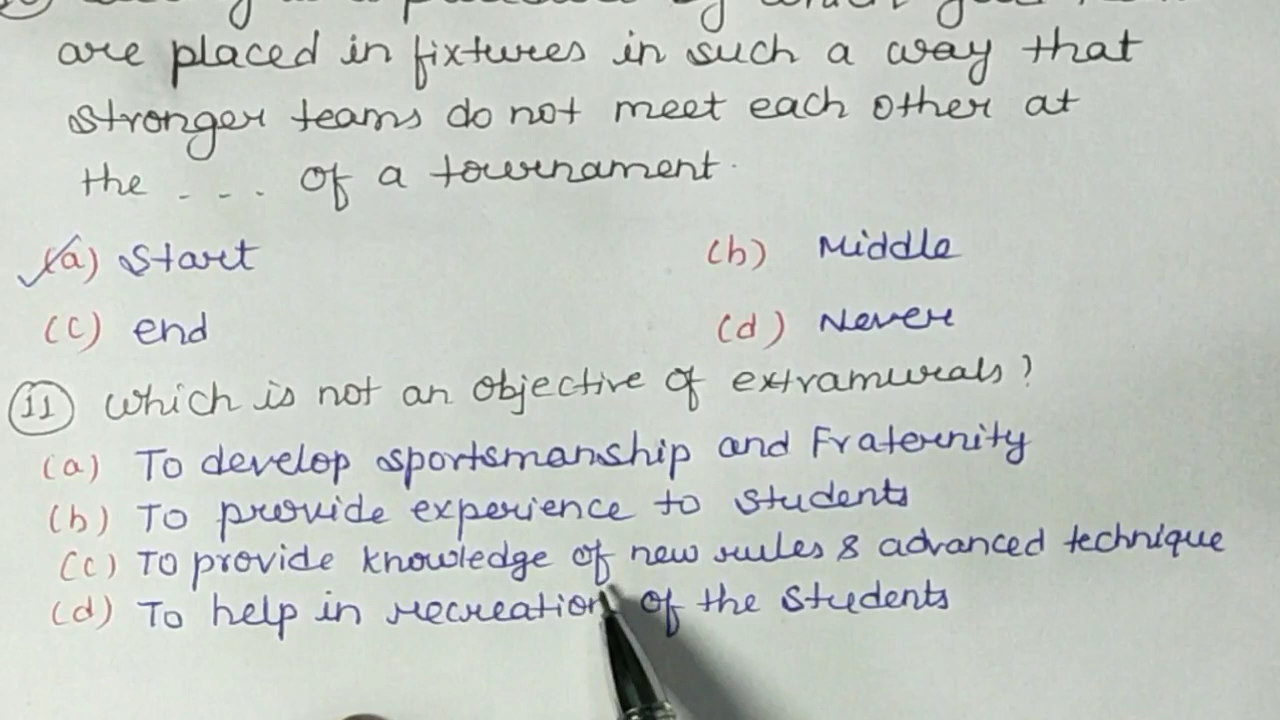 by which
are placed in fixtures in such a way that
stronger teams do not meet each other at
the - - - of a tournament.
(a) Start (b) Middle
(c) end (d) Never
11 which is not an objective of extramurals?
(a) To develop sportsmanship and Fraternity
(b) To provide experience to students
(c) To provide knowledge of new rules & advanced technique
(d) To help in recreation of the students